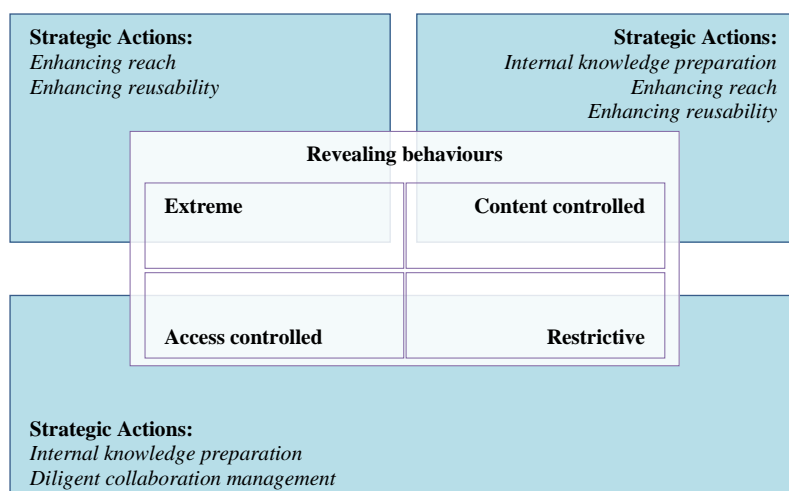 Strategic Actions:
Enhancing reach
Enhancing reusability
Strategic Actions:
Internal knowledge preparation
Enhancing reach
Enhancing reusability
Revealing behaviours
Extreme
Content controlled
Access controlled
Restrictive
Strategic Actions:
Internal knowledge preparation
Diligent collaboration management